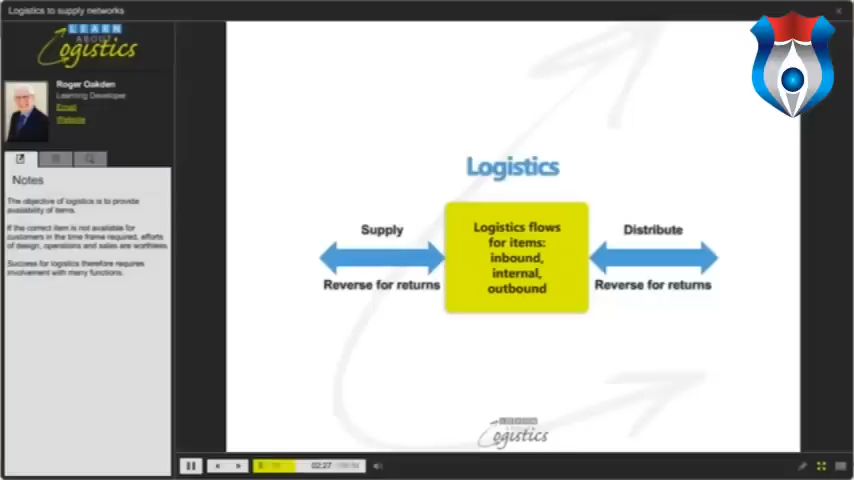 Logistics to supply networks
LEARN
ABOUT
Logistics
Roger Oakden
Learning Developer
Email
Website
Notes
The objective of logistics is to provide
availability of items.
If the correct item is not available for
customers in the time frame required, efforts
of design, operations and sales are worthless.
Success for logistics therefore requires
involvement with many functions.
Logistics
Supply
Reverse for returns
Logistics flows
for items:
inbound,
internal,
outbound
Distribute
Reverse for returns
Logistics
02:27